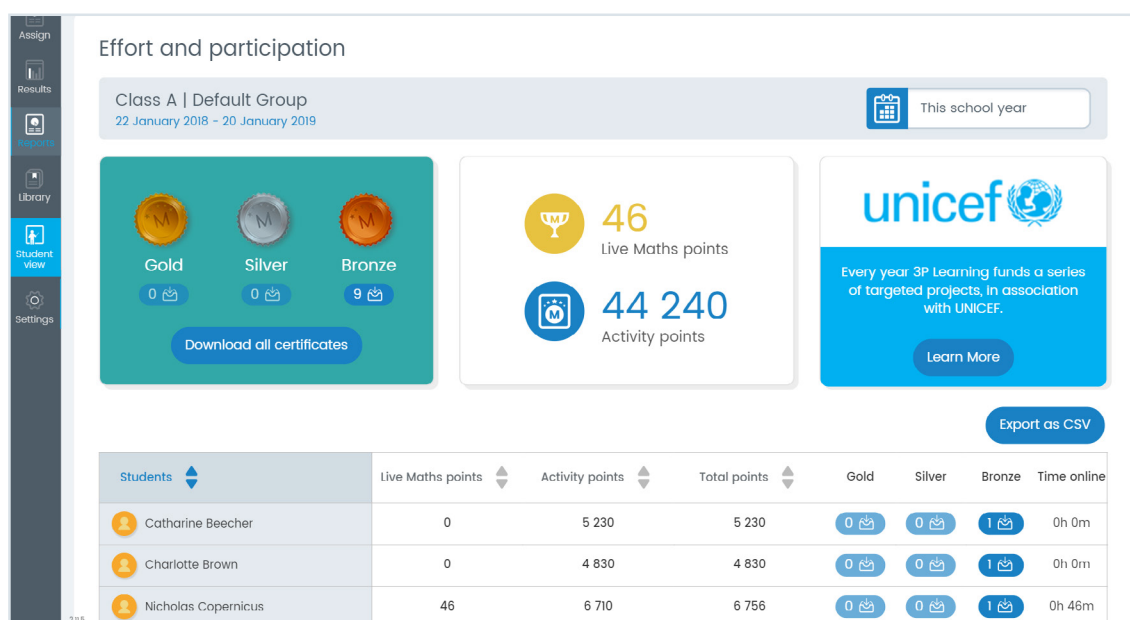 Assign
Results
Reports
Library
Student
view
Settings
Effort and participation
Class A | Default Group
22 January 2018 - 20 January 2019
This school year
M M M
Gold Silver Bronze
0 0 9
Download all certificates
M
46
Live Maths points
M
44 240
Activity points
unicef
Every year 3P Learning funds a series
of targeted projects, in association
with UNICEF.
Learn More
Export as CSV
Students Live Maths points Activity points Total points Gold Silver Bronze Time online
Catharine Beecher 0 5 230 5 230 0 0 1 0h 0m
Charlotte Brown 0 4 830 4 830 0 0 1 0h 0m
Nicholas Copernicus 46 6 710 6 756 0 0 1 0h 46m